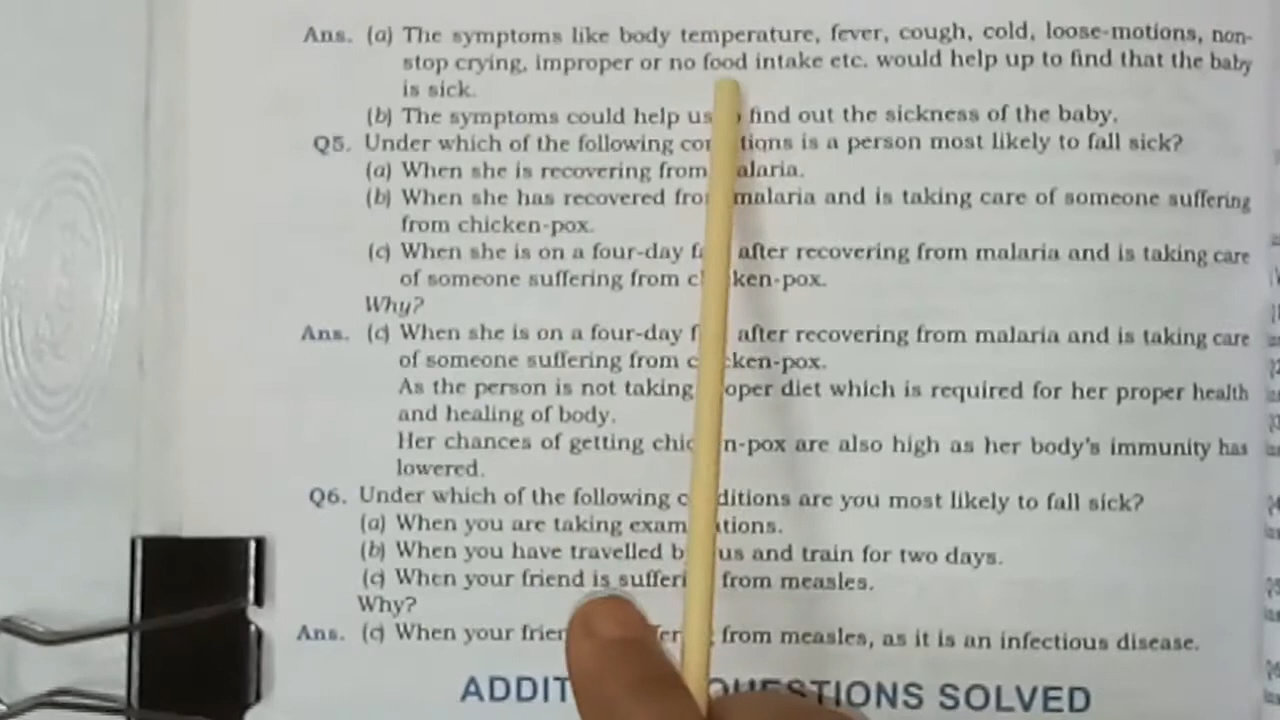 Ans. (a) The symptoms like body temperature, fever, cough, cold, loose-motions, non-
stop crying, improper or no food intake etc. would help up to find that the baby
is sick.
(b) The symptoms could help us find out the sickness of the baby.
Q5. Under which of the following conditions is a person most likely to fall sick?
(a) When she is recovering from malaria.
(b) When she has recovered from malaria and is taking care of someone suffering
from chicken-pox.
(c) When she is on a four-day after recovering from malaria and is taking care
of someone suffering from chicken-pox.
Why?
Ans. (c) When she is on a four-day after recovering from malaria and is taking care
of someone suffering from chicken-pox.
As the person is not taking proper diet which is required for her proper health
and healing of body.
Her chances of getting chicken-pox are also high as her body's immunity has
lowered.
Q6. Under which of the following conditions are you most likely to fall sick?
(a) When you are taking examinations.
(b) When you have travelled by bus and train for two days.
(c) When your friend is suffering from measles.
Why?
Ans. (c) When your friend from measles, as it is an infectious disease.
QUESTIONS SOLVED